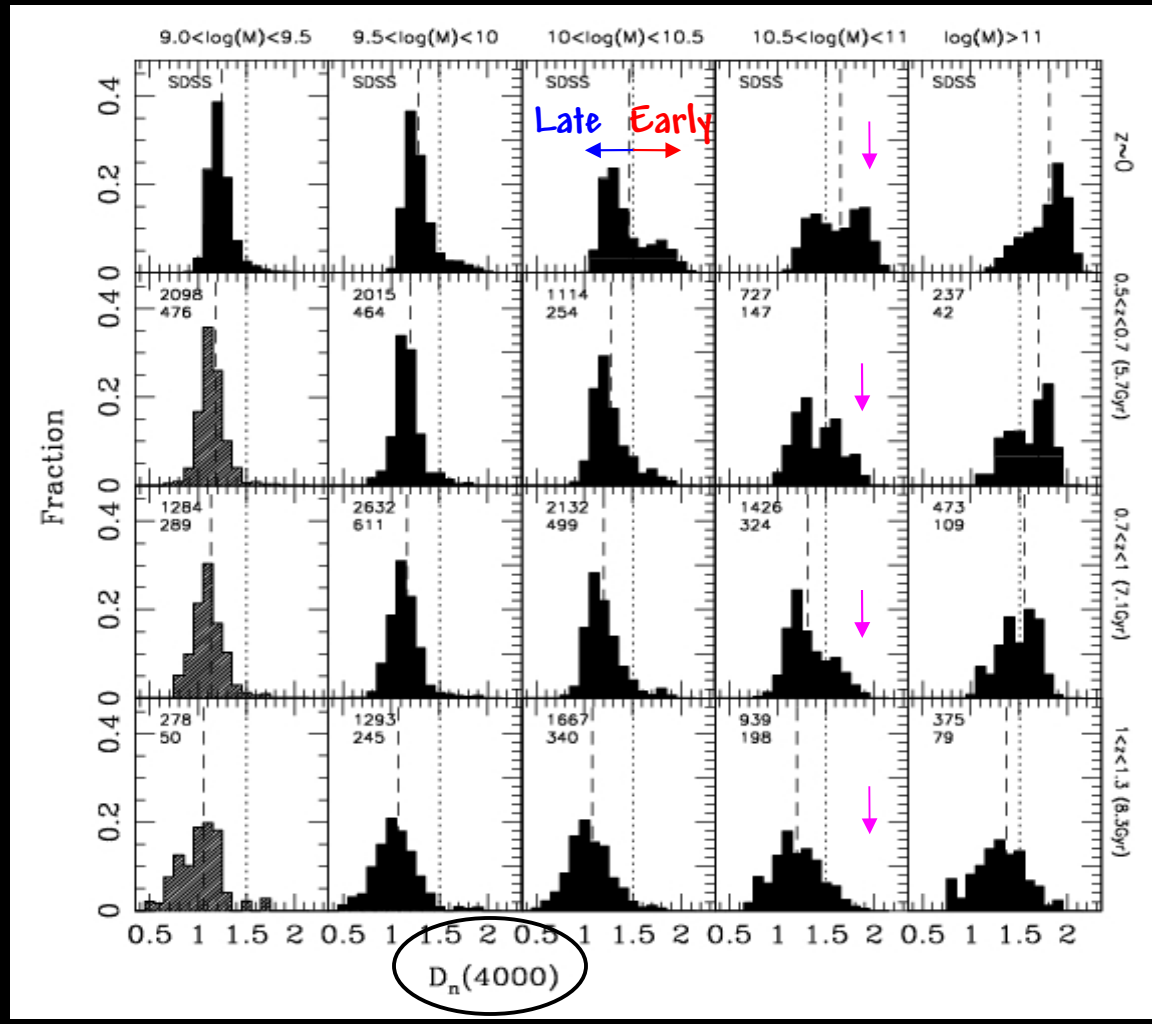 9.0<log(M)<9.5 9.5<log(M)<10 10<log(M)<10.5 10.5<log(M)<11 log(M)>11
SDSS SDSS SDSS SDSS SDSS
Late Early
0.4
0.2
0
z~0
2098 2015 1114 727 237
476 464 254 147 42
0.4
0.2
0
0.5<z<0.7 (5.7Gyr)
Fraction
1284 2632 2132 1426 473
289 611 499 324 109
0.4
0.2
0
0.7<z<1 (7.1Gyr)
278 1293 1667 939 375
50 245 340 198 79
0.4
0.2
0
1<z<1.3 (8.3Gyr)
0.5 1 1.5 2 0.5 1 1.5 2 0.5 1 1.5 2 0.5 1 1.5 2 0.5 1 1.5 2
Dn(4000)